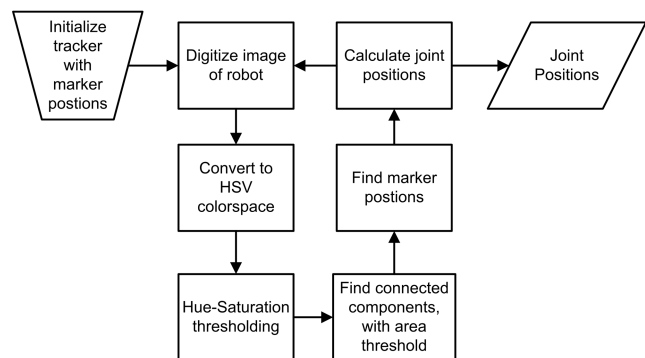 Initialize
tracker
with
marker
postions
Digitize image
of robot
Calculate joint
positions
Joint
Positions
Convert to
HSV
colorspace
Find marker
postions
Hue-Saturation
thresholding
Find connected
components,
with area
threshold